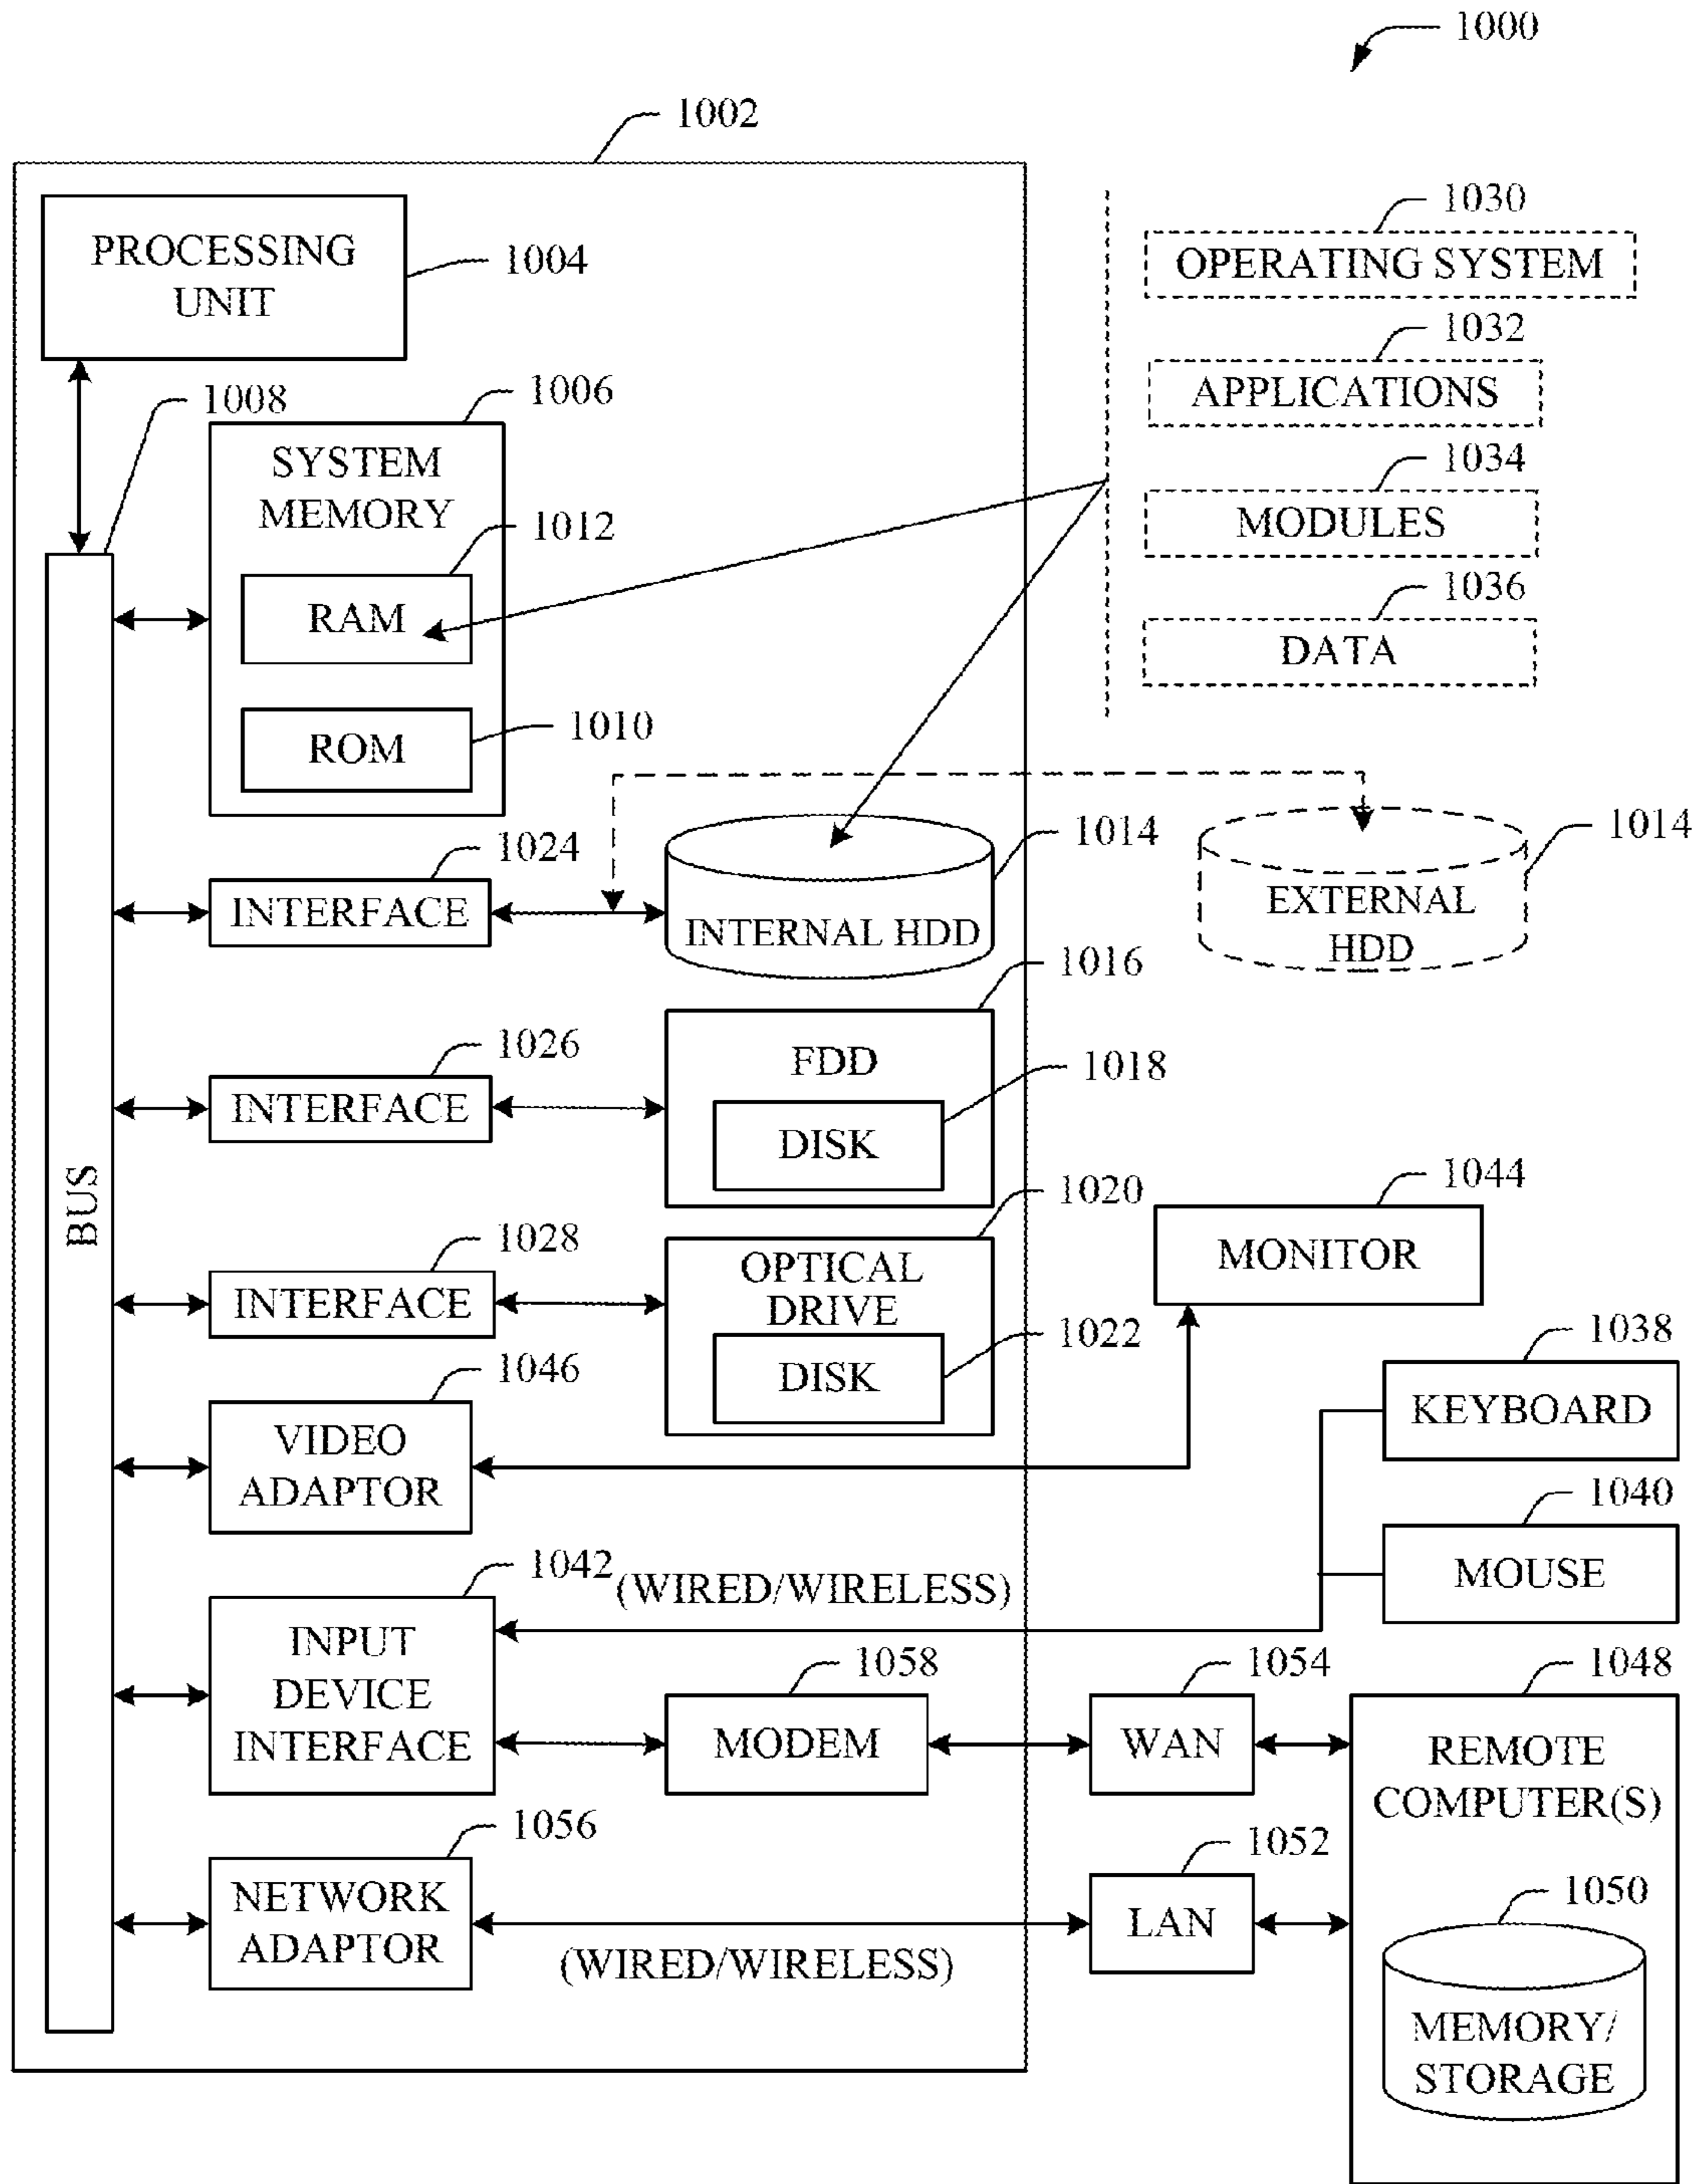 1000
1002
PROCESSING
UNIT
1004
1030
OPERATING SYSTEM
1032
APPLICATIONS
1034
MODULES
1036
DATA
1008
1006
SYSTEM
MEMORY
1012
RAM
1010
ROM
1024
INTERFACE
1014
INTERNAL HDD
1014
EXTERNAL
HDD
1026
INTERFACE
1016
FDD
1018
DISK
BUS
1028
INTERFACE
1020
OPTICAL
DRIVE
1022
DISK
1044
MONITOR
1046
VIDEO
ADAPTOR
1038
KEYBOARD
1040
MOUSE
1042
(WIRED/WIRELESS)
INPUT
DEVICE
INTERFACE
1058
MODEM
1054
WAN
1048
REMOTE
COMPUTER(S)
1056
NETWORK
ADAPTOR
(WIRED/WIRELESS)
1052
LAN
1050
MEMORY/
STORAGE